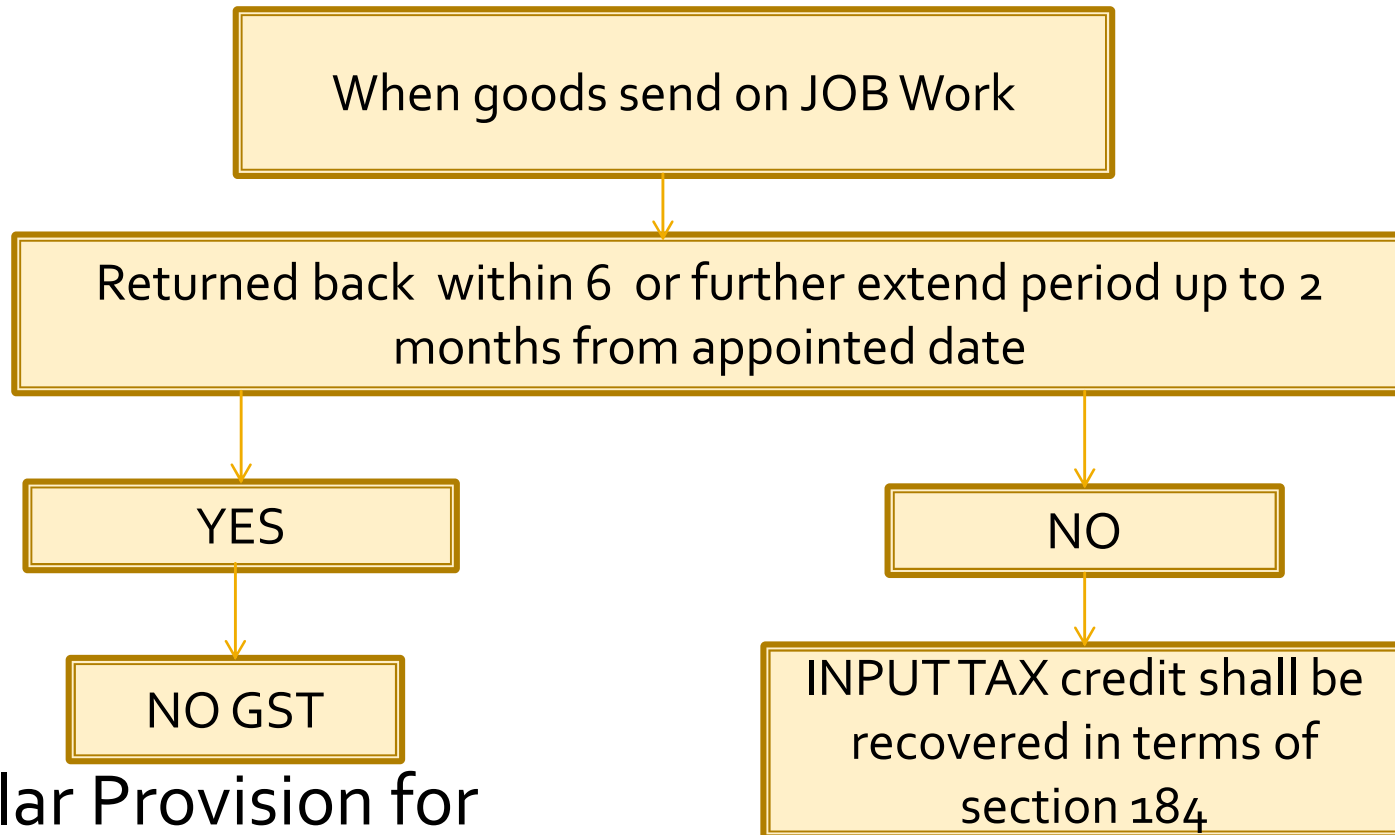 When goods send on JOB Work
Returned back within 6 or further extend period up to 2
months from appointed date
YES
NO
NO GST
INPUT TAX credit shall be
recovered in terms of
section 184
lar Provision for